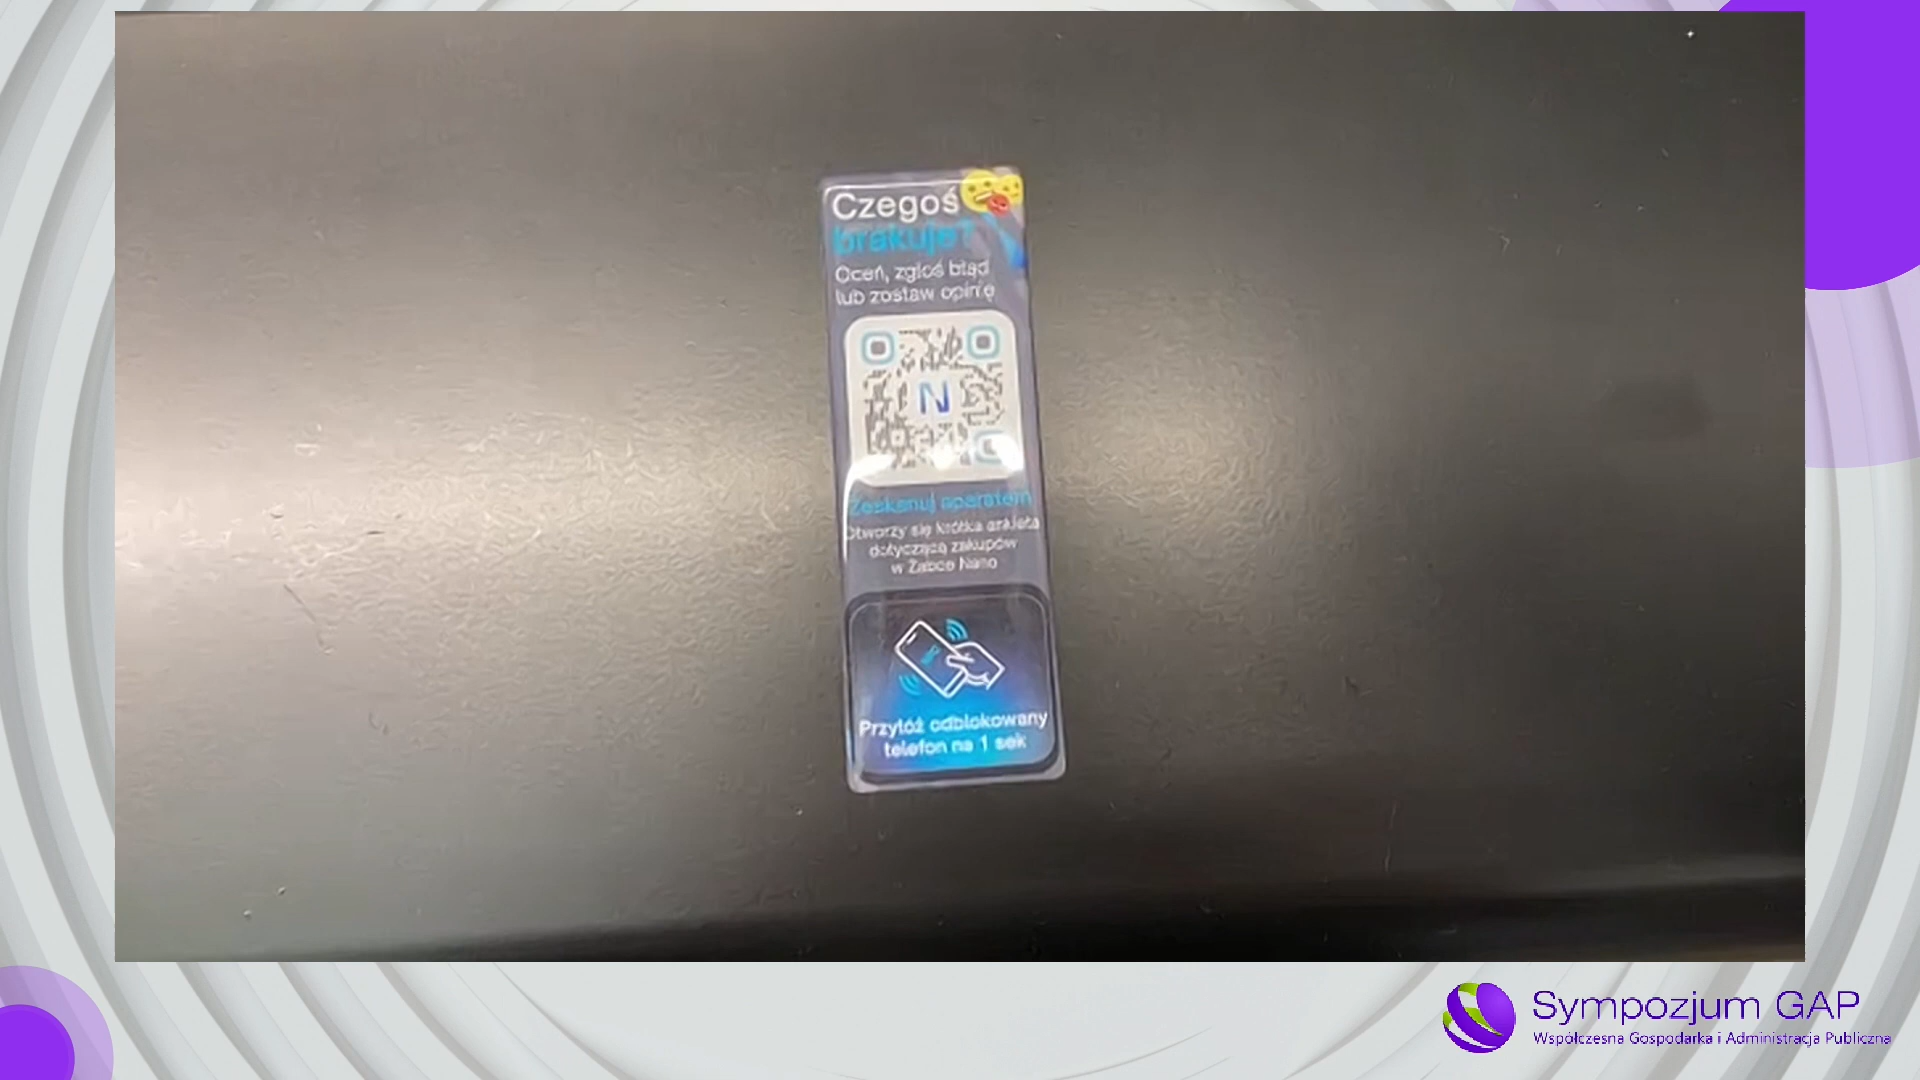 Czegoś
brakuje?
Oceń, zgłoś błąd
lub zostaw opinię
N
Zeskanuj aparatem
Otworzy się krótka ankieta
dotycząca zakupów
w Żabce Nano
Przyłóż odblokowany
telefon na 1 sek
Sympozjum GAP
Współczesna Gospodarka i Administracja Publiczna